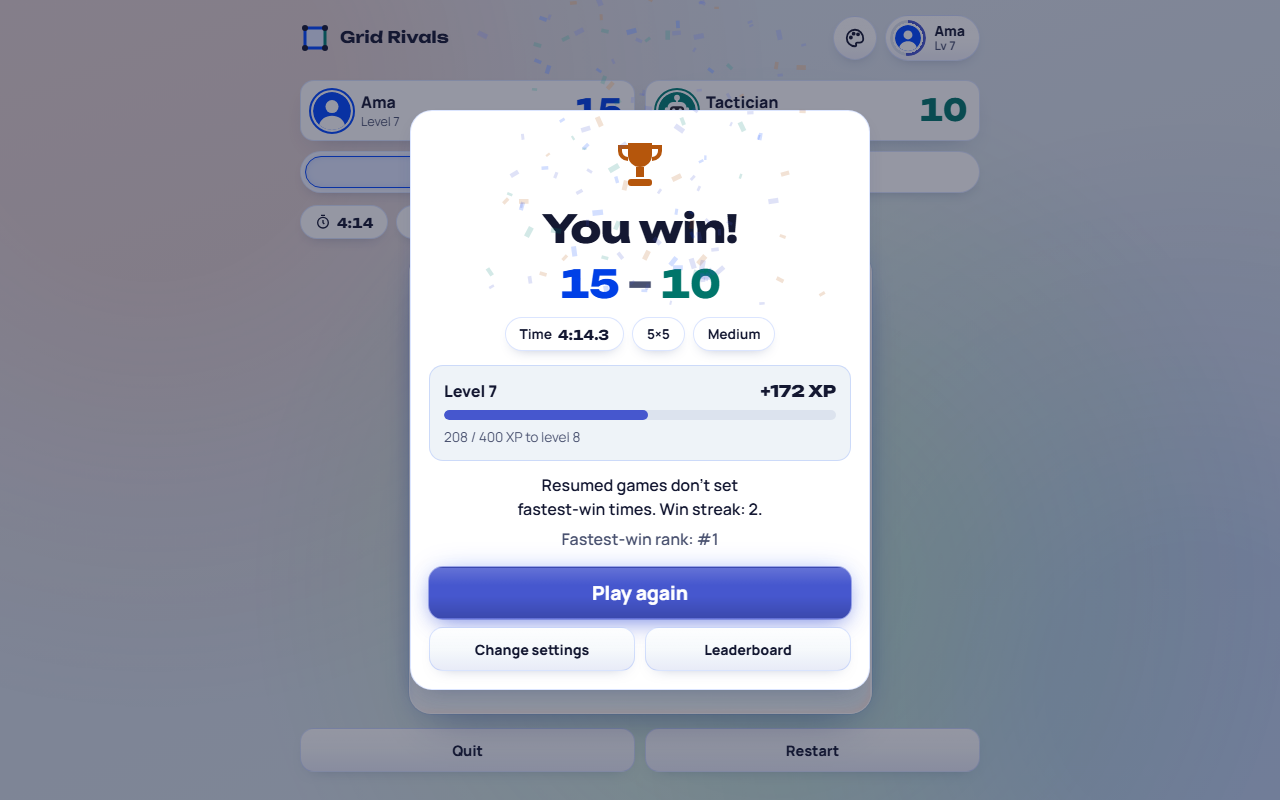 Grid Rivals
Ama
Lv 7
Ama
Level 7
15
Tactician
10
4:14
You win!
15 – 10
Time 4:14.3
5×5
Medium
Level 7
+172 XP
208 / 400 XP to level 8
Resumed games don't set
fastest-win times. Win streak: 2.
Fastest-win rank: #1
Play again
Change settings
Leaderboard
Quit
Restart